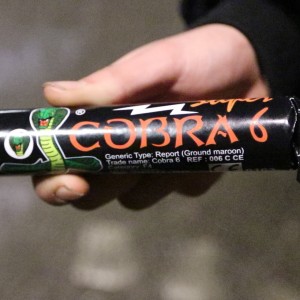 Super
® COBRA 6
Generic Type: Report (Ground maroon)
Trade name: Cobra 6 REF : 006 C CE